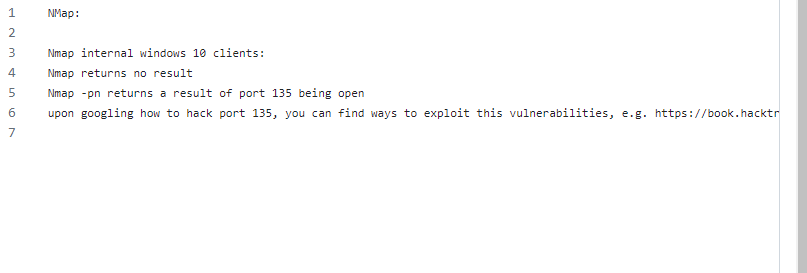 1 NMap:
2
3 Nmap internal windows 10 clients:
4 Nmap returns no result
5 Nmap -pn returns a result of port 135 being open
6 upon googling how to hack port 135, you can find ways to exploit this vulnerabilities, e.g. https://book.hacktr
7